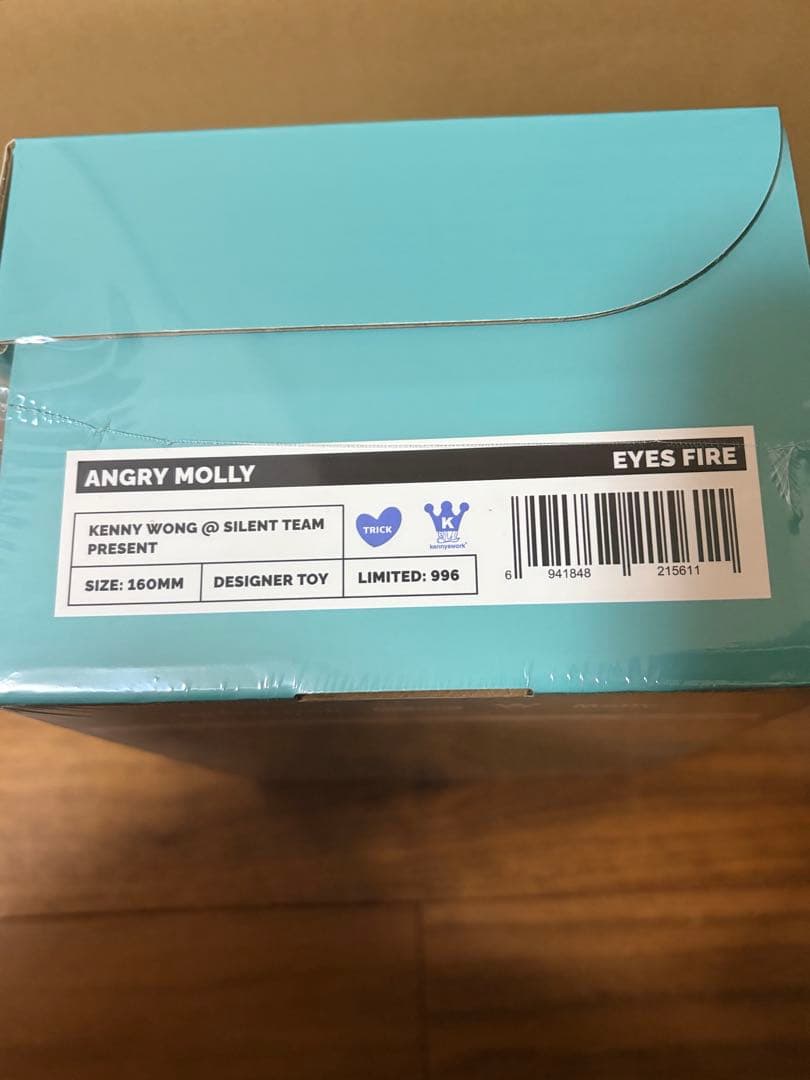 ANGRY MOLLY
EYES FIRE
KENNY WONG @ SILENT TEAM
PRESENT
TRICK
K
kennyswork
SIZE: 160MM
DESIGNER TOY
LIMITED: 996
6 941848 215611